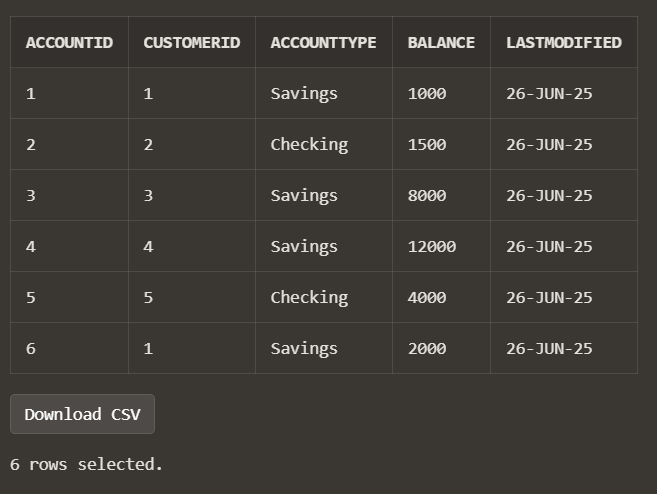 ACCOUNTID CUSTOMERID ACCOUNTTYPE BALANCE LASTMODIFIED
1 1 Savings 1000 26-JUN-25
2 2 Checking 1500 26-JUN-25
3 3 Savings 8000 26-JUN-25
4 4 Savings 12000 26-JUN-25
5 5 Checking 4000 26-JUN-25
6 1 Savings 2000 26-JUN-25
Download CSV
6 rows selected.